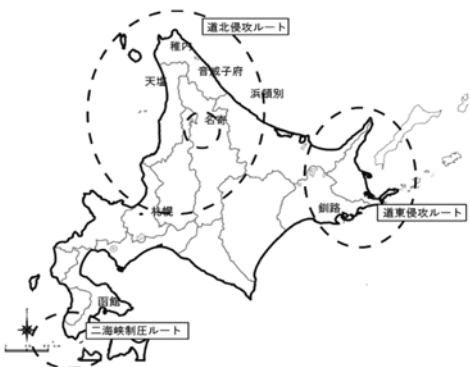 道北侵攻ルート
稚内
天塩
音威子府
浜頓別
名寄
札幌
釧路
道東侵攻ルート
函館
二海峡制圧ルート